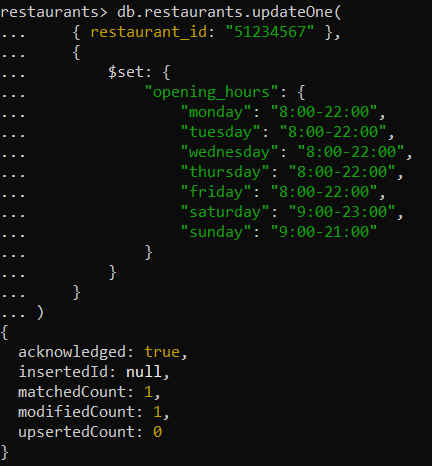 restaurants> db.restaurants.updateOne(
...     { restaurant_id: "51234567" },
...     {
...         $set: {
...             "opening_hours": {
...                 "monday": "8:00-22:00",
...                 "tuesday": "8:00-22:00",
...                 "wednesday": "8:00-22:00",
...                 "thursday": "8:00-22:00",
...                 "friday": "8:00-22:00",
...                 "saturday": "9:00-23:00",
...                 "sunday": "9:00-21:00"
...             }
...         }
...     }
... )
{
  acknowledged: true,
  insertedId: null,
  matchedCount: 1,
  modifiedCount: 1,
  upsertedCount: 0
}